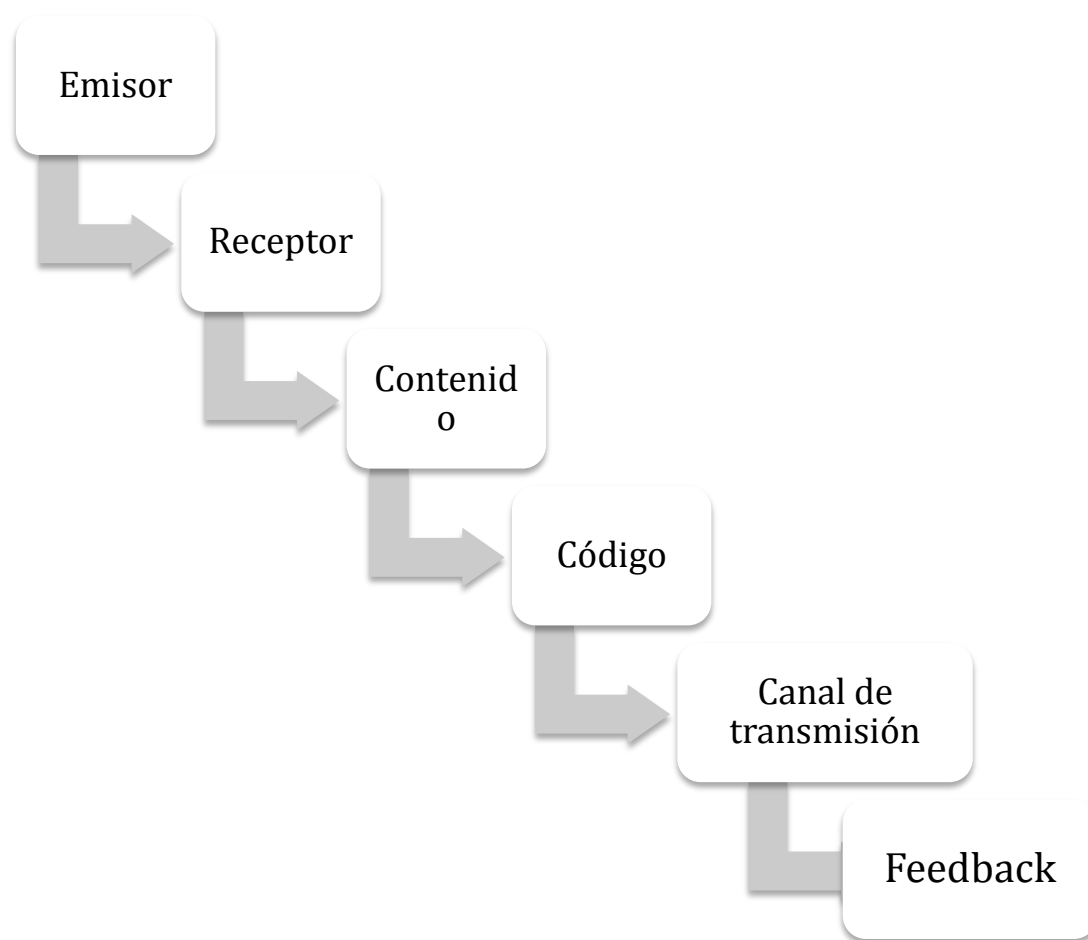 Emisor
Receptor
Contenid
o
Código
Canal de
transmisión
Feedback